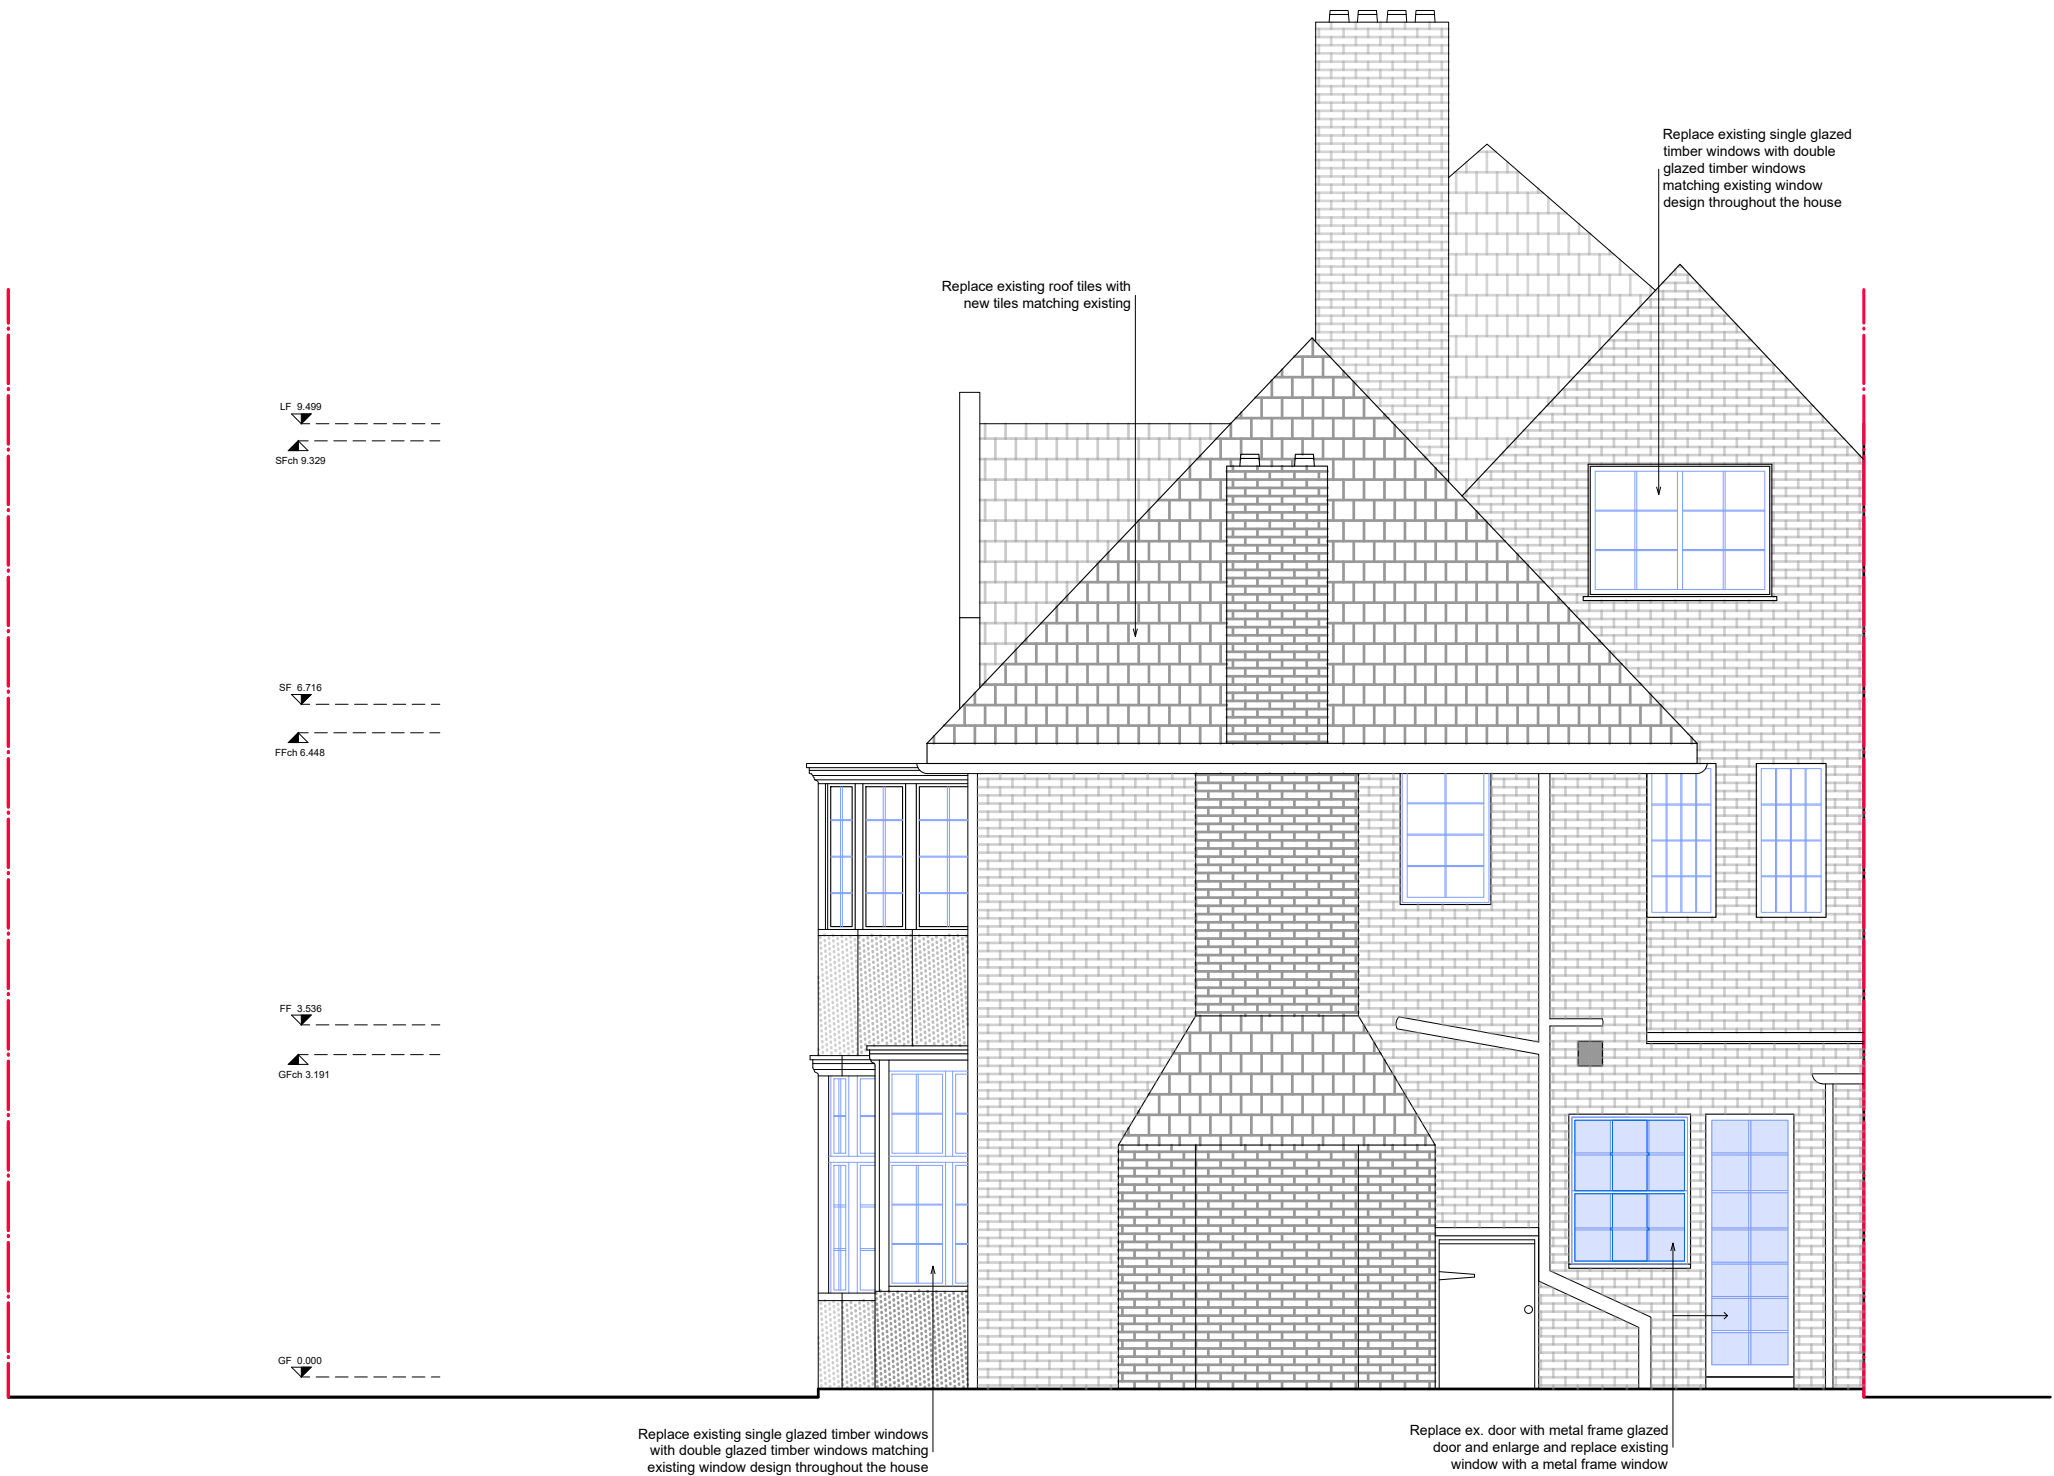 Replace existing single glazed
timber windows with double
glazed timber windows
matching existing window
design throughout the house
Replace existing roof tiles with
new tiles matching existing
LF 9.499
SFch 9.329
SF 6.716
FFch 6.448
FF 3.536
GFch 3.191
GF 0.000
Replace existing single glazed timber windows
with double glazed timber windows matching
existing window design throughout the house
Replace ex. door with metal frame glazed
door and enlarge and replace existing
window with a metal frame window